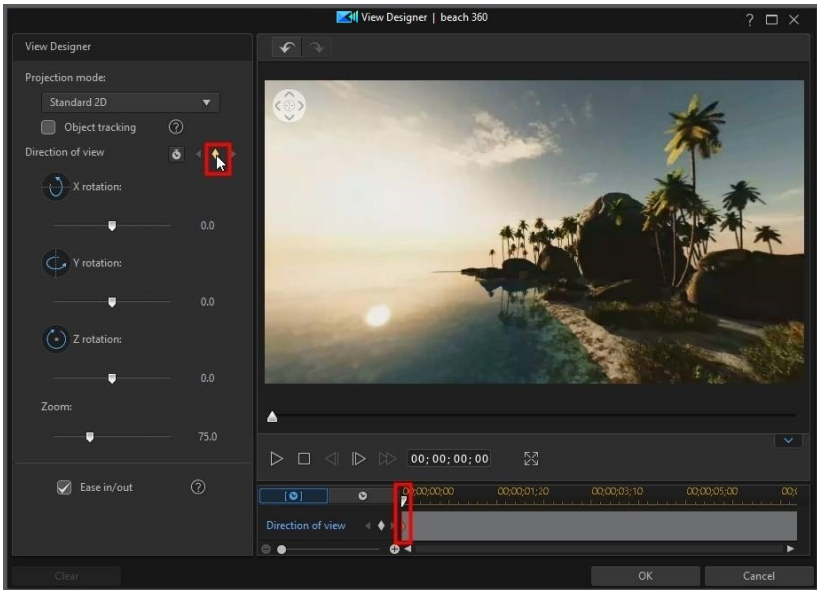 View Designer | beach 360
?
View Designer
Projection mode:
Standard 2D
Object tracking ?
Direction of view
X rotation:
0.0
Y rotation:
0.0
Z rotation:
0.0
Zoom:
75.0
Ease in/out ?
00;00;00;00
00;00;00;00 00;00;01;20 00;00;03;10 00;00;05;00
Direction of view
Clear
OK Cancel